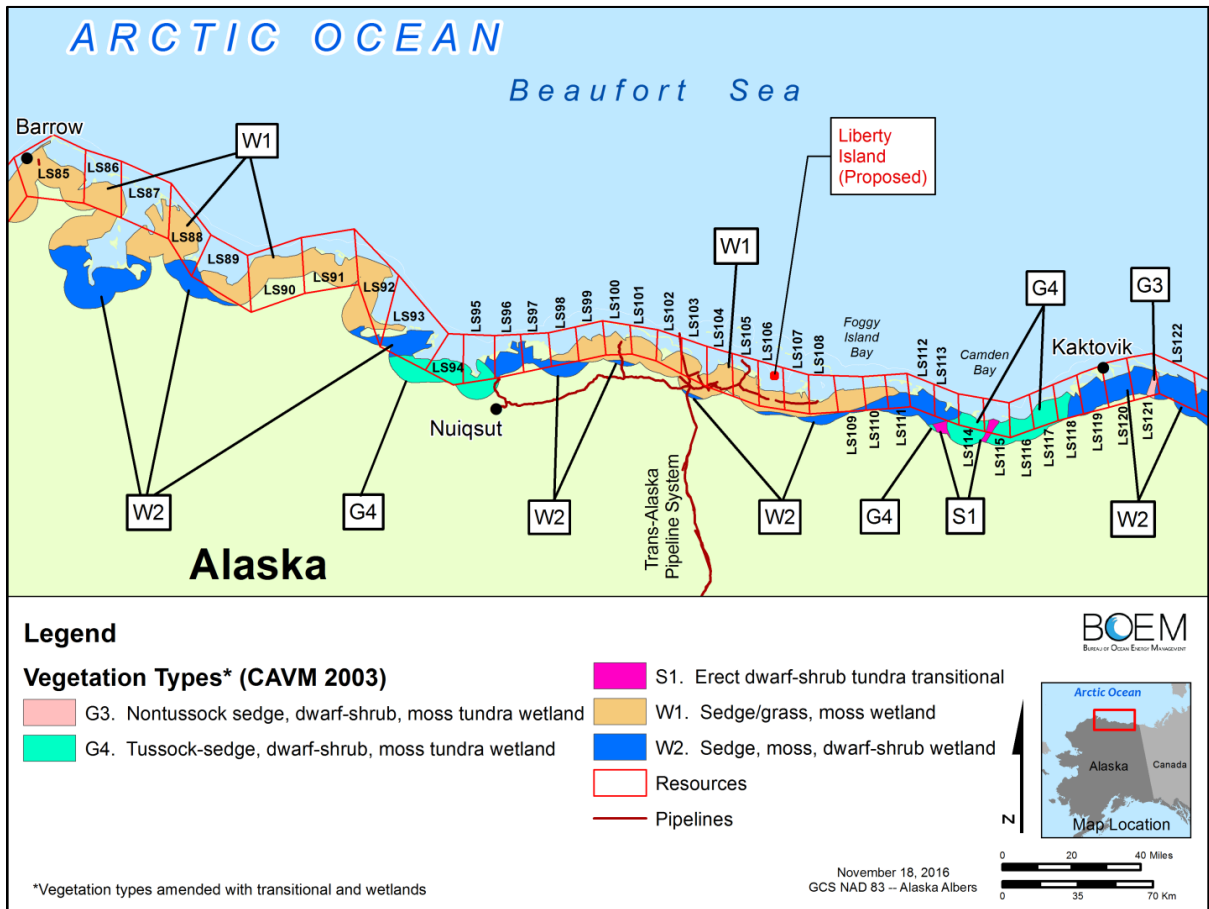 ARCTIC OCEAN
Beaufort Sea
Barrow
W1
Liberty
Island
(Proposed)
LS85
LS86
LS87
LS88
LS89
LS90
LS91
LS92
LS93
LS94
LS95
LS96
LS97
LS98
LS99
LS100
LS101
LS102
LS103
LS104
LS105
LS106
LS107
LS108
W1
G4
G3
Foggy
Island
Bay
Camden
Bay
Kaktovik
LS109
LS110
LS111
LS112
LS113
LS114
LS115
LS116
LS117
LS118
LS119
LS120
LS121
LS122
Nuiqsut
W2
G4
W2
Trans-Alaska
Pipeline System
W2
G4
S1
W2
Alaska
Legend
Vegetation Types* (CAVM 2003)
G3. Nontussock sedge, dwarf-shrub, moss tundra wetland
G4. Tussock-sedge, dwarf-shrub, moss tundra wetland
S1. Erect dwarf-shrub tundra transitional
W1. Sedge/grass, moss wetland
W2. Sedge, moss, dwarf-shrub wetland
Resources
Pipelines
BOEM
BUREAU OF OCEAN ENERGY MANAGEMENT
Arctic Ocean
Alaska
Canada
Map Location
N
0 20 40 Miles
0 35 70 Km
November 18, 2016
GCS NAD 83 -- Alaska Albers
*Vegetation types amended with transitional and wetlands